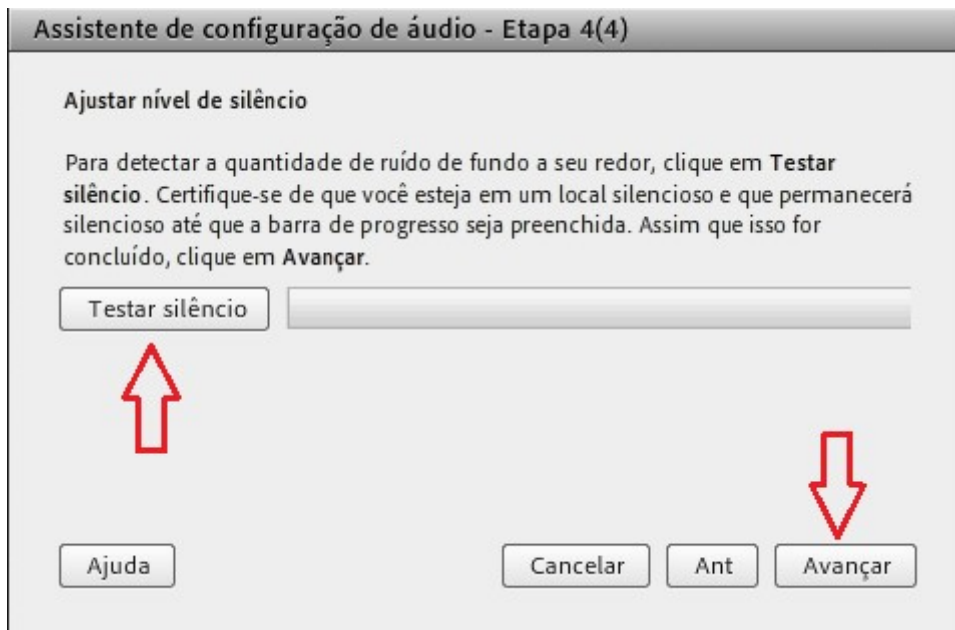 Assistente de configuração de áudio - Etapa 4(4)
Ajustar nível de silêncio
Para detectar a quantidade de ruído de fundo a seu redor, clique em Testar
silêncio. Certifique-se de que você esteja em um local silencioso e que permanecerá
silencioso até que a barra de progresso seja preenchida. Assim que isso for
concluído, clique em Avançar.
Testar silêncio
Ajuda Cancelar Ant Avançar